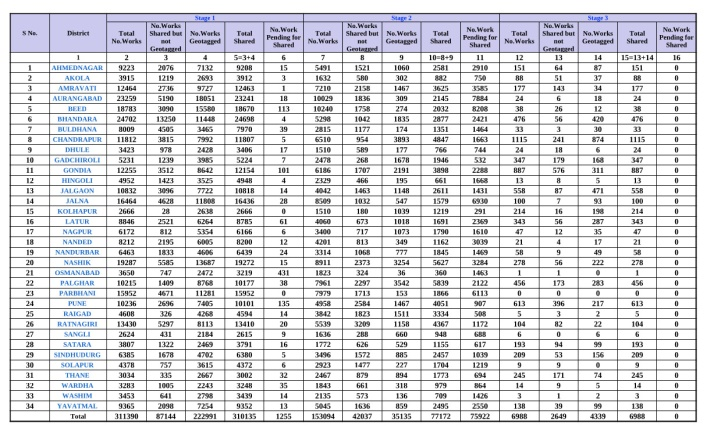 Stage 1 Stage 2 Stage 3
S No. District Total No.Works No.Works Shared but not Geotagged No.Works Geotagged Total Shared No.Work Pending for Shared Total No.Works No.Works Shared but not Geotagged No.Works Geotagged Total Shared No.Work Pending for Shared Total No.Works No.Works Shared but not Geotagged No.Works Geotagged Total Shared No.Work Pending for Shared
1 2 3 4 5=3+4 6 7 8 9 10=8+9 11 12 13 14 15=13+14 16
1 AHMEDNAGAR 9223 2076 7132 9208 15 5491 1521 1060 2581 2910 151 64 87 151 0
2 AKOLA 3915 1219 2693 3912 3 1632 580 302 882 750 88 51 37 88 0
3 AMRAVATI 12464 2736 9727 12463 1 7210 2158 1467 3625 3585 177 143 34 177 0
4 AURANGABAD 23259 5190 18051 23241 18 10029 1836 309 2145 7884 24 6 18 24 0
5 BEED 18783 3090 15580 18670 113 10240 1758 274 2032 8208 38 26 12 38 0
6 BHANDARA 24702 13250 11448 24698 4 5298 1042 1835 2877 2421 476 56 420 476 0
7 BULDHANA 8009 4505 3465 7970 39 2815 1177 174 1351 1464 33 3 30 33 0
8 CHANDRAPUR 11812 3815 7992 11807 5 6510 954 3893 4847 1663 1115 241 874 1115 0
9 DHULE 3423 978 2428 3406 17 1510 589 177 766 744 24 18 6 24 0
10 GADCHIROLI 5231 1239 3985 5224 7 2478 268 1678 1946 532 347 179 168 347 0
11 GONDIA 12255 3512 8642 12154 101 6186 1707 2191 3898 2288 887 576 311 887 0
12 HINGOLI 4952 1423 3525 4948 4 2329 466 195 661 1668 13 8 5 13 0
13 JALGAON 10832 3096 7722 10818 14 4042 1463 1148 2611 1431 558 87 471 558 0
14 JALNA 16464 4628 11808 16436 28 8509 1032 547 1579 6930 100 7 93 100 0
15 KOLHAPUR 2666 28 2638 2666 0 1510 180 1039 1219 291 214 16 198 214 0
16 LATUR 8846 2521 6264 8785 61 4060 673 1018 1691 2369 343 56 287 343 0
17 NAGPUR 6172 812 5354 6166 6 3400 717 1073 1790 1610 47 12 35 47 0
18 NANDED 8212 2195 6005 8200 12 4201 813 349 1162 3039 21 4 17 21 0
19 NANDURBAR 6463 1833 4606 6439 24 3314 1068 777 1845 1469 58 9 49 58 0
20 NASHIK 19287 5585 13687 19272 15 8911 2373 3254 5627 3284 278 56 222 278 0
21 OSMANABAD 3650 747 2472 3219 431 1823 324 36 360 1463 1 1 0 1 0
22 PALGHAR 10215 1409 8768 10177 38 7961 2297 3542 5839 2122 456 173 283 456 0
23 PARBHANI 15952 4671 11281 15952 0 7979 1713 153 1866 6113 0 0 0 0 0
24 PUNE 10236 2696 7405 10101 135 4958 2584 1467 4051 907 613 396 217 613 0
25 RAIGAD 4608 326 4268 4594 14 3842 1823 1511 3334 508 5 3 2 5 0
26 RATNAGIRI 13430 5297 8113 13410 20 5539 3209 1158 4367 1172 104 82 22 104 0
27 SANGLI 2624 431 2184 2615 9 1636 288 660 948 688 6 0 6 6 0
28 SATARA 3807 1322 2469 3791 16 1772 626 529 1155 617 193 94 99 193 0
29 SINDHUDURG 6385 1678 4702 6380 5 3496 1572 885 2457 1039 209 53 156 209 0
30 SOLAPUR 4378 757 3615 4372 6 2923 1477 227 1704 1219 9 9 0 9 0
31 THANE 3034 335 2667 3002 32 2467 879 894 1773 694 245 171 74 245 0
32 WARDHA 3283 1005 2243 3248 35 1843 661 318 979 864 14 9 5 14 0
33 WASHIM 3453 641 2798 3439 14 2135 573 136 709 1426 3 1 2 3 0
34 YAVATMAL 9365 2098 7254 9352 13 5045 1636 859 2495 2550 138 39 99 138 0
Total 311390 87144 222991 310135 1255 153094 42037 35135 77172 75922 6988 2649 4339 6988 0